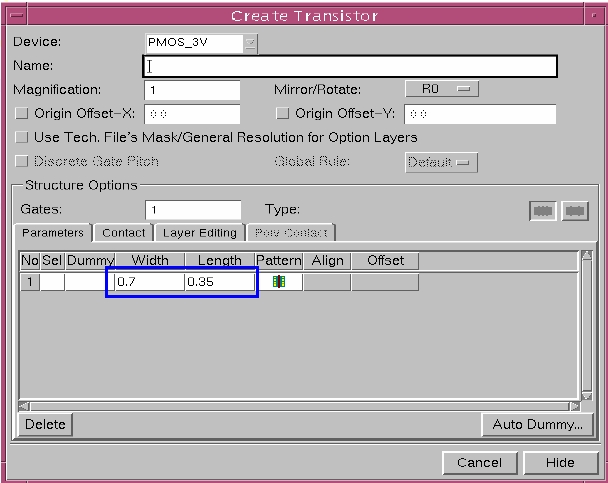 Create Transistor
Device: PMOS_3V
Name:
Magnification: 1 Mirror/Rotate: R0
Origin Offset-X: 0.0 Origin Offset-Y: 0.0
Use Tech. File's Mask/General Resolution for Option Layers
Discrete Gate Pitch Global Rule: Default
Structure Options
Gates: 1 Type:
Parameters Contact Layer Editing Poly Contact
No Sel Dummy Width Length Pattern Align Offset
1 0.7 0.35
Delete Auto Dummy...
Cancel Hide